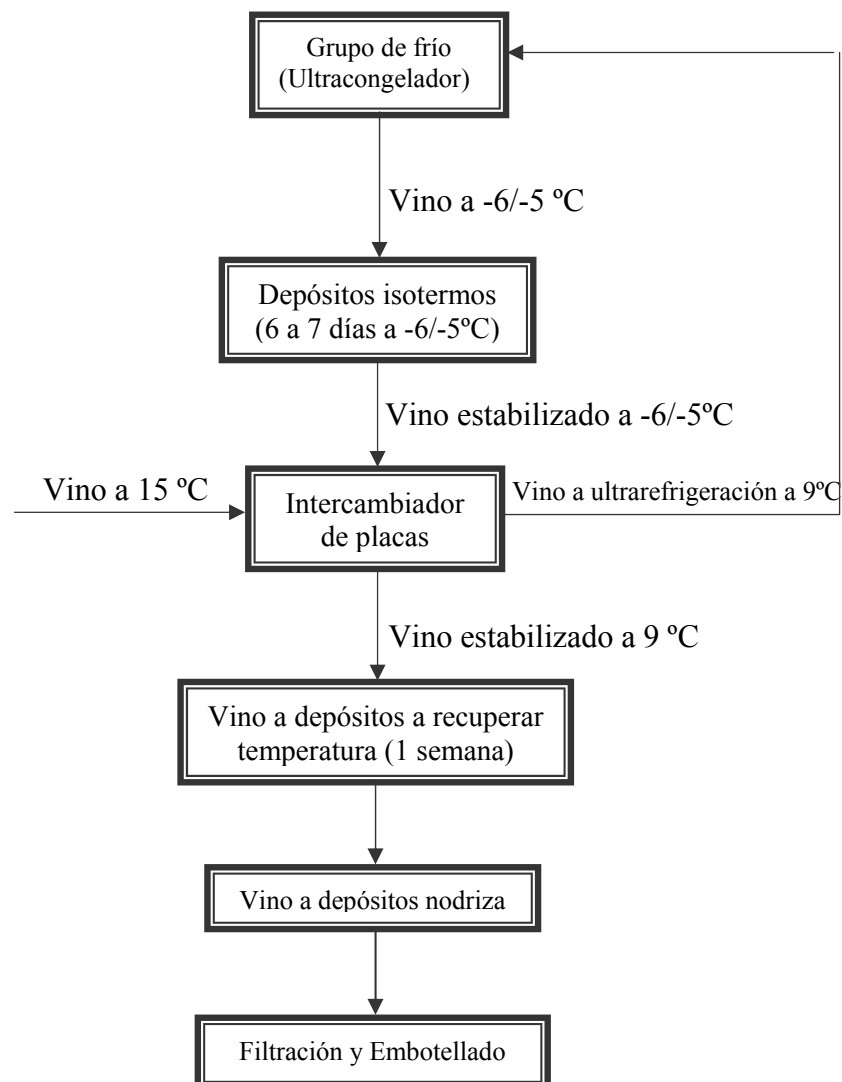 Grupo de frío
(Ultracongelador)
Vino a -6/-5 ºC
Depósitos isotermos
(6 a 7 días a -6/-5ºC)
Vino estabilizado a -6/-5ºC
Vino a 15 ºC
Intercambiador
de placas
Vino a ultrarefrigeración a 9ºC
Vino estabilizado a 9 ºC
Vino a depósitos a recuperar
temperatura (1 semana)
Vino a depósitos nodriza
Filtración y Embotellado